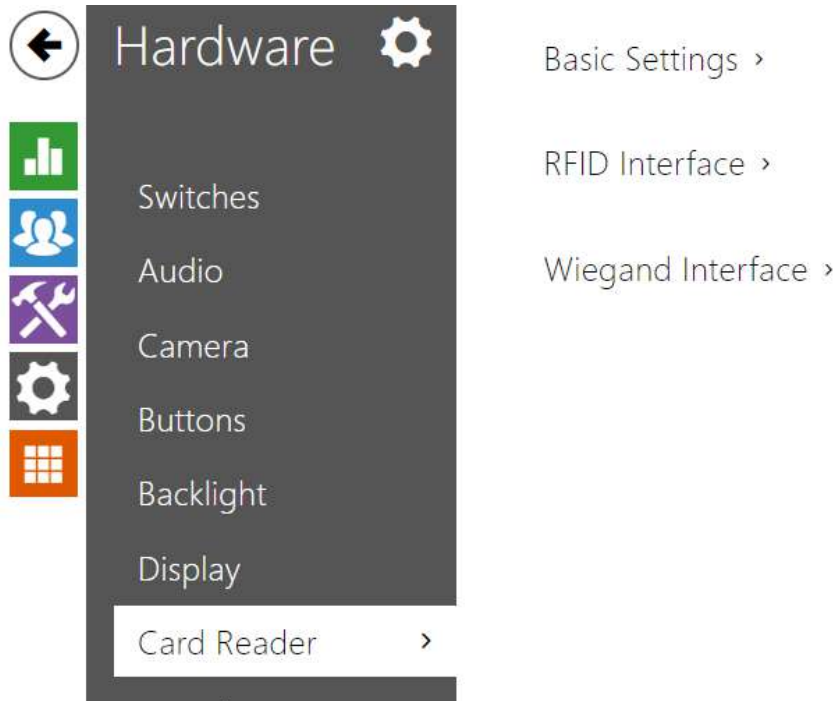 Hardware
Switches
Audio
Camera
Buttons
Backlight
Display
Card Reader ›
Basic Settings ›
RFID Interface ›
Wiegand Interface ›